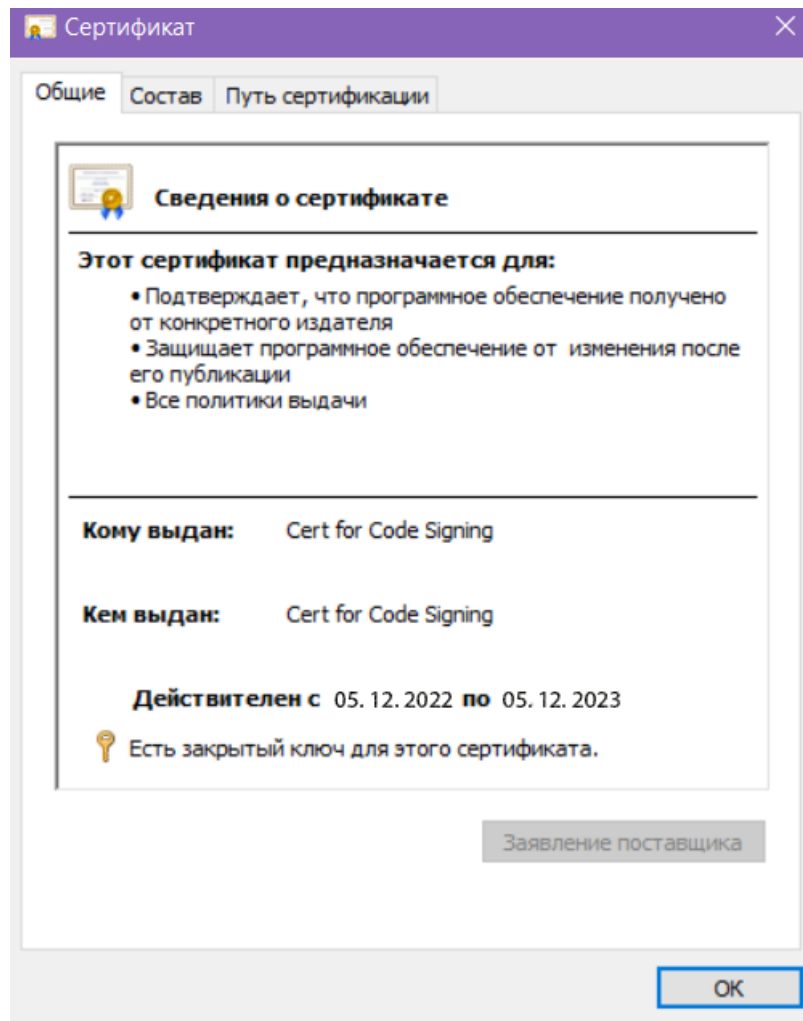 Сертификат
Общие Состав Путь сертификации
Сведения о сертификате
Этот сертификат предназначается для:
• Подтверждает, что программное обеспечение получено
от конкретного издателя
• Защищает программное обеспечение от изменения после
его публикации
• Все политики выдачи
Кому выдан: Cert for Code Signing
Кем выдан: Cert for Code Signing
Действителен с 05. 12. 2022 по 05. 12. 2023
Есть закрытый ключ для этого сертификата.
Заявление поставщика
ОК